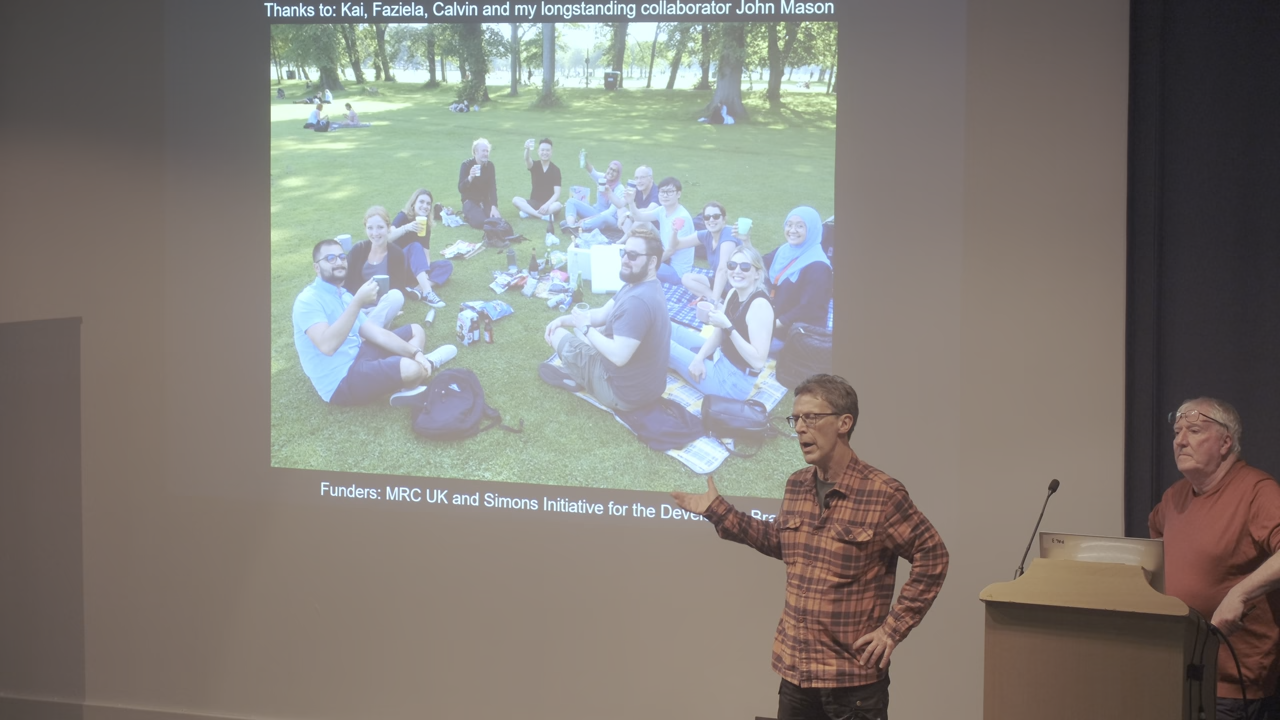 Thanks to: Kai, Faziela, Calvin and my longstanding collaborator John Mason
Funders: MRC UK and Simons Initiative for the